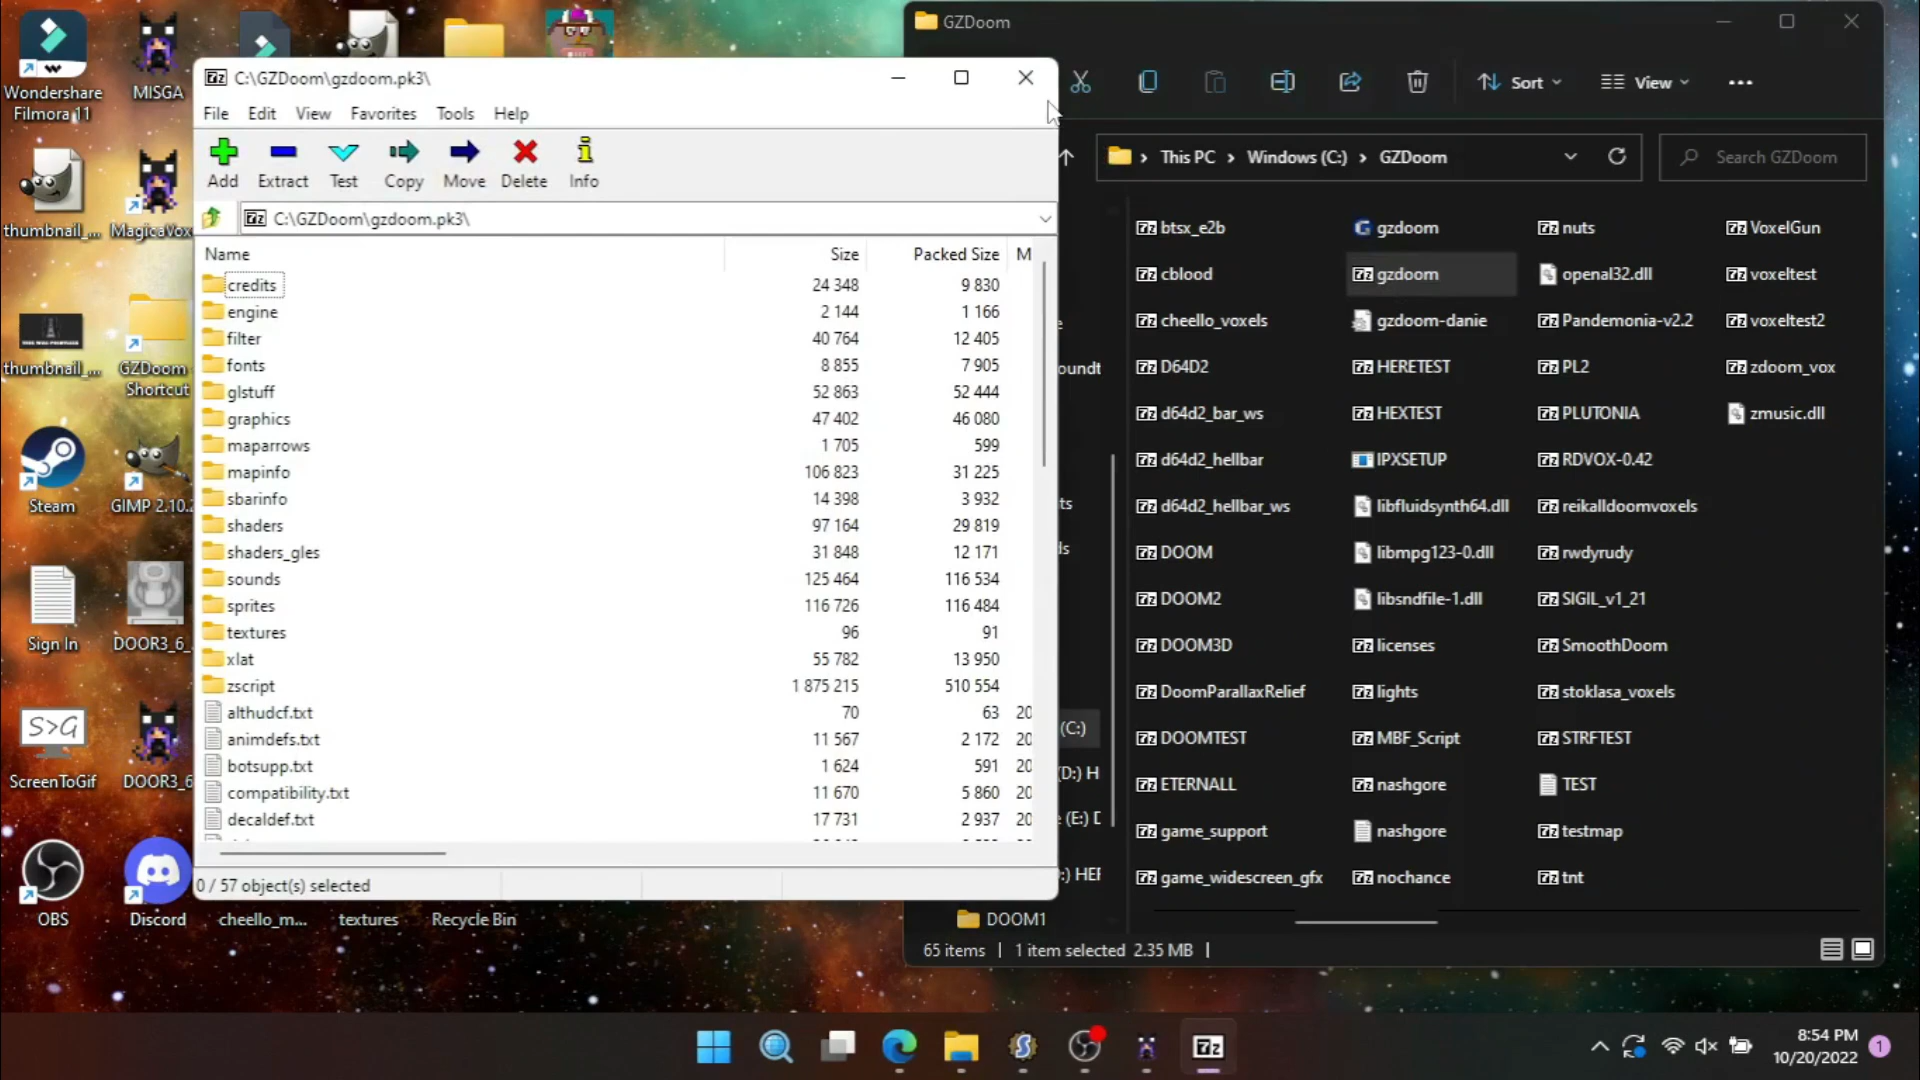 Wondershare
Filmora 11
MISGA
thumbnail_...
MagicaVox
thumbnail_...
GZDoom
Shortcut
Steam
GIMP 2.10.2
Sign In
DOOR3_6_
S>G
ScreenToGif
DOOR3_6
OBS
Discord
cheello_m...
textures
Recycle Bin
7z C:\GZDoom\gzdoom.pk3\
File Edit View Favorites Tools Help
Add Extract Test Copy Move Delete Info
7z C:\GZDoom\gzdoom.pk3\
Name Size Packed Size M
credits 24 348 9 830
engine 2 144 1 166
filter 40 764 12 405
fonts 8 855 7 905
glstuff 52 863 52 444
graphics 47 402 46 080
maparrows 1 705 599
mapinfo 106 823 31 225
sbarinfo 14 398 3 932
shaders 97 164 29 819
shaders_gles 31 848 12 171
sounds 125 464 116 534
sprites 116 726 116 484
textures 96 91
xlat 55 782 13 950
zscript 1 875 215 510 554
althudcf.txt 70 63 20
animdefs.txt 11 567 2 172 20
botsupp.txt 1 624 591 20
compatibility.txt 11 670 5 860 20
decaldef.txt 17 731 2 937 20
0 / 57 object(s) selected
GZDoom
Sort View
This PC > Windows (C:) > GZDoom
Search GZDoom
oundt
ts
ds
(C:)
(D:) H
(E:) D
:) HEF
DOOM1
btsx_e2b
cblood
cheello_voxels
D64D2
d64d2_bar_ws
d64d2_hellbar
d64d2_hellbar_ws
DOOM
DOOM2
DOOM3D
DoomParallaxRelief
DOOMTEST
ETERNALL
game_support
game_widescreen_gfx
gzdoom
gzdoom
gzdoom-danie
HERETEST
HEXTEST
IPXSETUP
libfluidsynth64.dll
libmpg123-0.dll
libsndfile-1.dll
licenses
lights
MBF_Script
nashgore
nashgore
nochance
nuts
openal32.dll
Pandemonia-v2.2
PL2
PLUTONIA
RDVOX-0.42
reikalldoomvoxels
rwdyrudy
SIGIL_v1_21
SmoothDoom
stoklasa_voxels
STRFTEST
TEST
testmap
tnt
VoxelGun
voxeltest
voxeltest2
zdoom_vox
zmusic.dll
65 items | 1 item selected 2.35 MB |
8:54 PM
10/20/2022
1